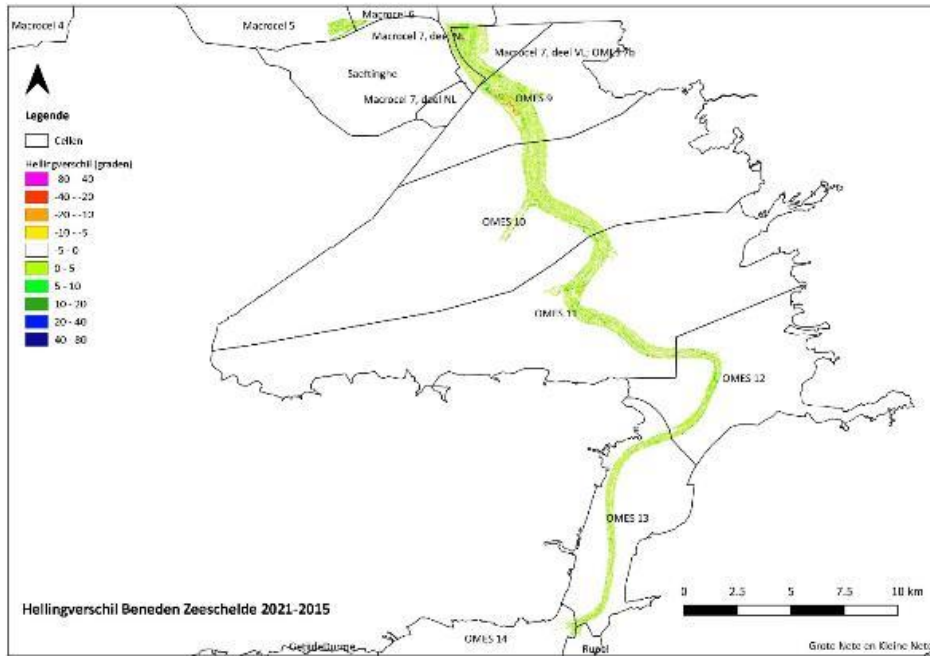 Macrocel 4
Macrocel 5
Macrocel 6
Macrocel 7, deel NL
Macrocel 7, deel VL; OMES 7b
Saeftinghe
Macrocel 7, deel NL
OMES 9
Legende
Cellen
Hellingverschil (graden)
-80 - -40
-40 - -20
-20 - -10
-10 - -5
-5 - 0
0 - 5
5 - 10
10 - 20
20 - 40
40 - 80
OMES 10
OMES 11
OMES 12
OMES 13
Hellingverschil Beneden Zeeschelde 2021-2015
0 2.5 5 7.5 10 km
OMES 14
Rupel
Grote Nete en Kleine Nete